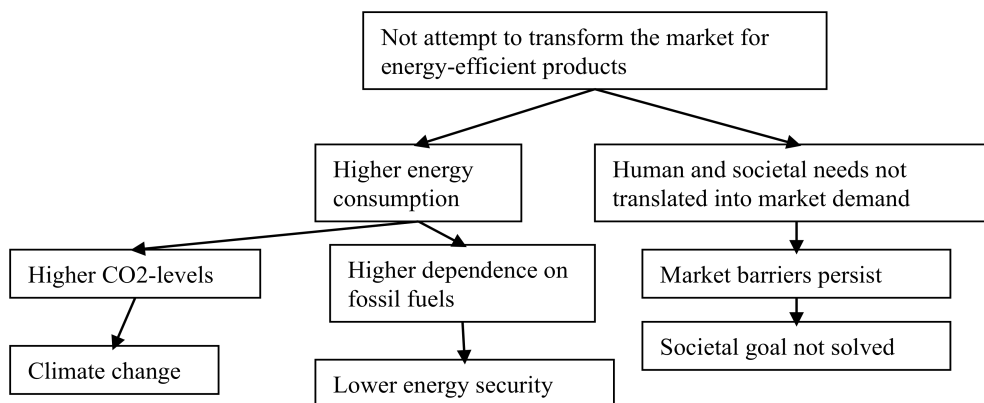 Not attempt to transform the market for
energy-efficient products
Higher energy
consumption
Human and societal needs not
translated into market demand
Higher CO2-levels
Higher dependence on
fossil fuels
Market barriers persist
Climate change
Lower energy security
Societal goal not solved